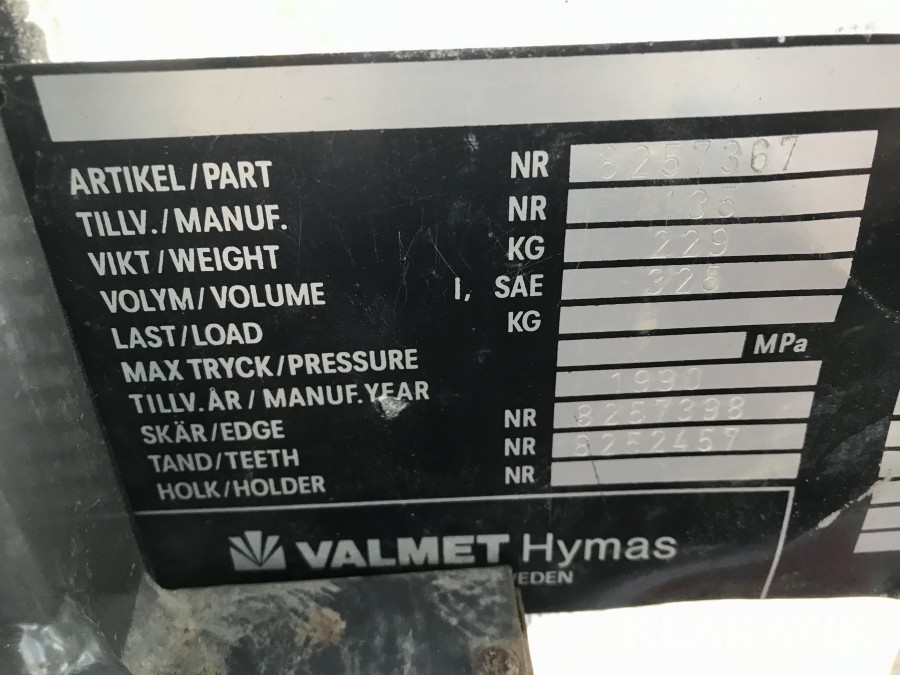 ARTIKEL/PART NR 8257367
TILLV./MANUF. NR 135
VIKT/WEIGHT KG 229
VOLYM/VOLUME l, SAE 325
LAST/LOAD KG
MAX TRYCK/PRESSURE MPa
TILLV.ÅR/MANUF.YEAR 1990
SKÄR/EDGE NR 8257398
TAND/TEETH NR 8252457
HOLK/HOLDER NR
VALMET Hymas